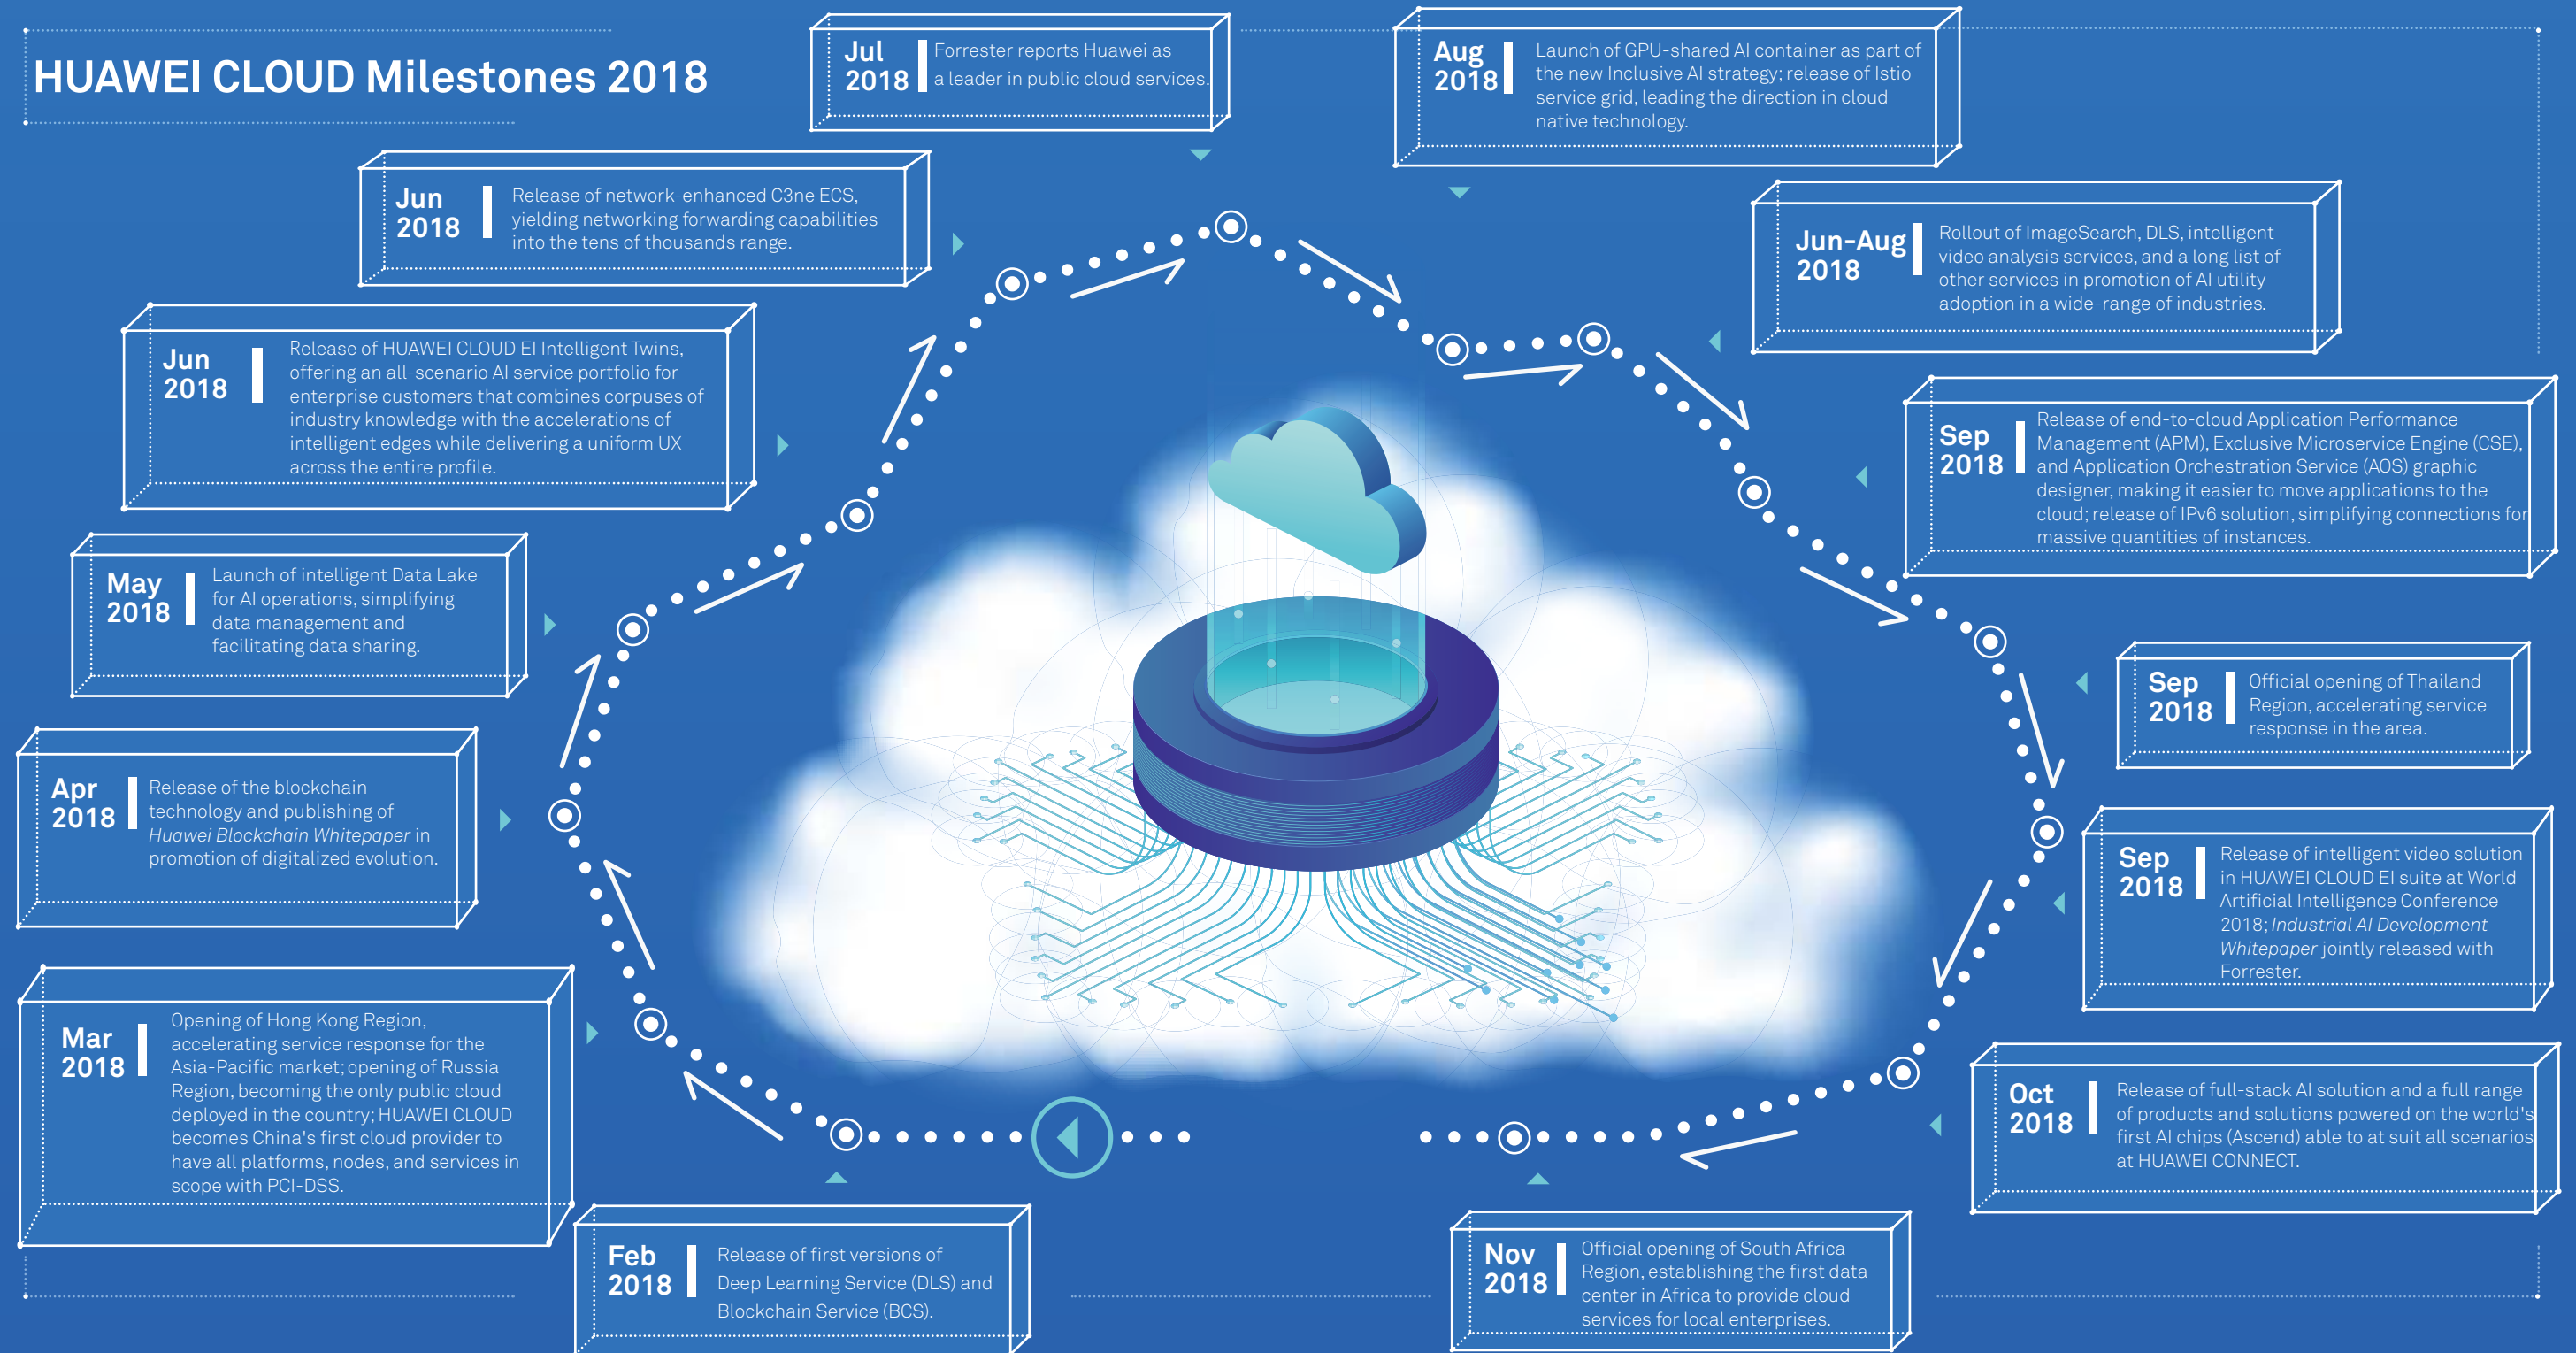 HUAWEI CLOUD Milestones 2018
Feb
2018
Release of first versions of
Deep Learning Service (DLS) and
Blockchain Service (BCS).
Mar
2018
Opening of Hong Kong Region,
accelerating service response for the
Asia-Pacific market; opening of Russia
Region, becoming the only public cloud
deployed in the country; HUAWEI CLOUD
becomes China's first cloud provider to
have all platforms, nodes, and services in
scope with PCI-DSS.
Apr
2018
Release of the blockchain
technology and publishing of
Huawei Blockchain Whitepaper in
promotion of digitalized evolution.
May
2018
Launch of intelligent Data Lake
for AI operations, simplifying
data management and
facilitating data sharing.
Jun
2018
Release of HUAWEI CLOUD EI Intelligent Twins,
offering an all-scenario AI service portfolio for
enterprise customers that combines corpuses of
industry knowledge with the accelerations of
intelligent edges while delivering a uniform UX
across the entire profile.
Jun
2018
Release of network-enhanced C3ne ECS,
yielding networking forwarding capabilities
into the tens of thousands range.
Jul
2018
Forrester reports Huawei as
a leader in public cloud services.
Aug
2018
Launch of GPU-shared AI container as part of
the new Inclusive AI strategy; release of Istio
service grid, leading the direction in cloud
native technology.
Jun-Aug
2018
Rollout of ImageSearch, DLS, intelligent
video analysis services, and a long list of
other services in promotion of AI utility
adoption in a wide-range of industries.
Sep
2018
Release of end-to-cloud Application Performance
Management (APM), Exclusive Microservice Engine (CSE),
and Application Orchestration Service (AOS) graphic
designer, making it easier to move applications to the
cloud; release of IPv6 solution, simplifying connections for
massive quantities of instances.
Sep
2018
Official opening of Thailand
Region, accelerating service
response in the area.
Sep
2018
Release of intelligent video solution
in HUAWEI CLOUD EI suite at World
Artificial Intelligence Conference
2018; Industrial AI Development
Whitepaper jointly released with
Forrester.
Oct
2018
Release of full-stack AI solution and a full range
of products and solutions powered on the world's
first AI chips (Ascend) able to at suit all scenarios
at HUAWEI CONNECT.
Nov
2018
Official opening of South Africa
Region, establishing the first data
center in Africa to provide cloud
services for local enterprises.